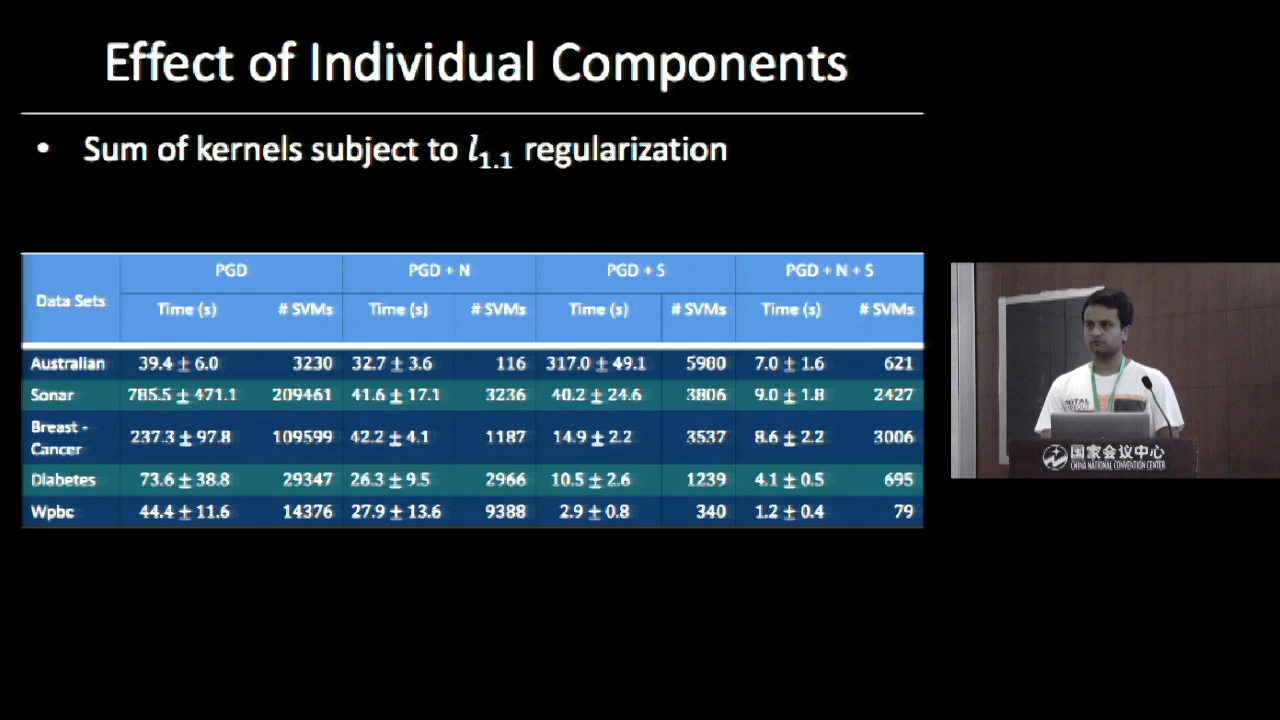 Effect of Individual Components
• Sum of kernels subject to l1.1 regularization
Data Sets PGD PGD + N PGD + S PGD + N + S
Time (s) # SVMs Time (s) # SVMs Time (s) # SVMs Time (s) # SVMs
Australian 39.4 ± 6.0 3230 32.7 ± 3.6 116 317.0 ± 49.1 5980 7.0 ± 1.6 621
Sonar 785.5 ± 471.1 209461 41.6 ± 17.1 3236 40.2 ± 24.6 3806 9.0 ± 1.8 2427
Breast - Cancer 237.3 ± 97.8 109599 42.2 ± 4.1 1187 14.9 ± 2.2 3537 8.6 ± 2.2 3006
Diabetes 73.6 ± 38.8 29347 26.3 ± 9.5 2966 10.5 ± 2.6 1239 4.1 ± 0.5 695
Wpbc 44.4 ± 11.6 14376 27.9 ± 13.6 9388 2.9 ± 0.8 340 1.2 ± 0.4 79
国家会议中心
CHINA NATIONAL CONVENTION CENTER